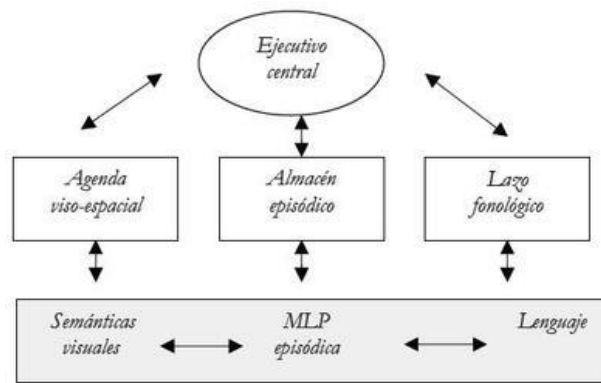 Ejecutivo
central
Agenda
viso-espacial
Almacén
episódico
Lazo
fonológico
Semánticas
visuales
MLP
episódica
Lenguaje